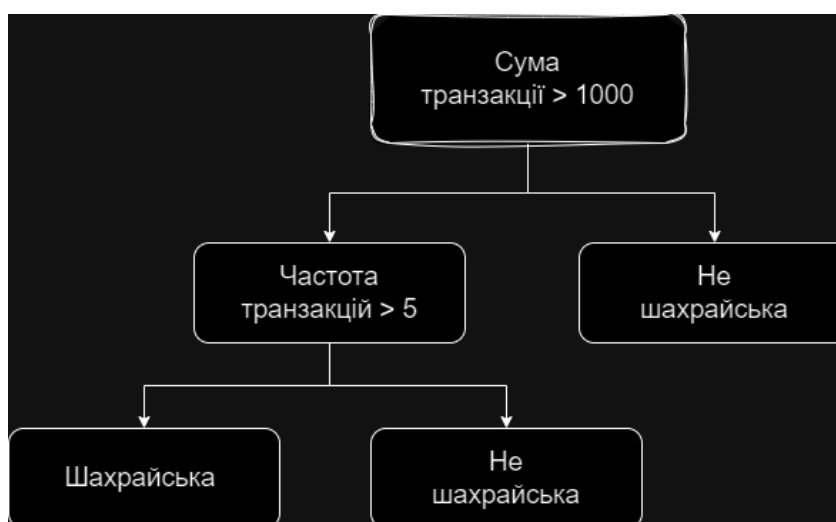 Сума
транзакції > 1000
Частота
транзакцій > 5
Не
шахрайська
Шахрайська
Не
шахрайська